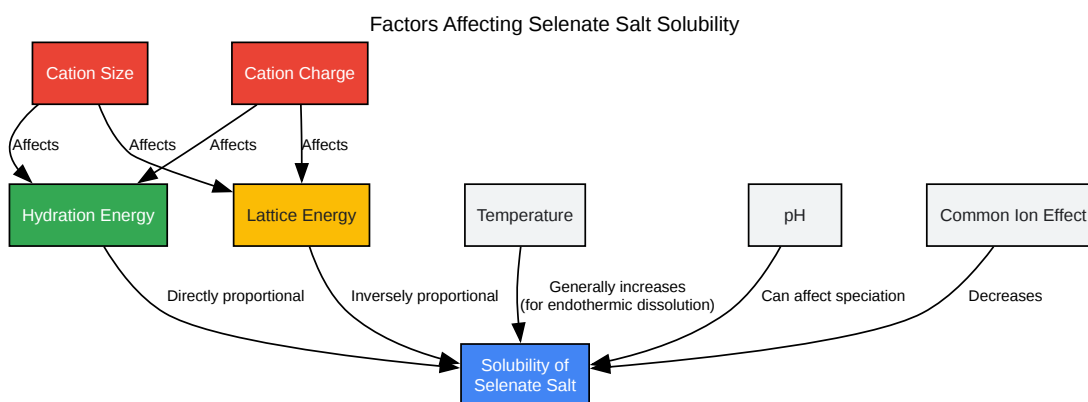 Factors Affecting Selenate Salt Solubility
Cation Size
Cation Charge
Affects
Affects
Affects
Affects
Hydration Energy
Lattice Energy
Temperature
pH
Common Ion Effect
Directly proportional
Inversely proportional
Generally increases
(for endothermic dissolution)
Can affect speciation
Decreases
Solubility of
Selenate Salt